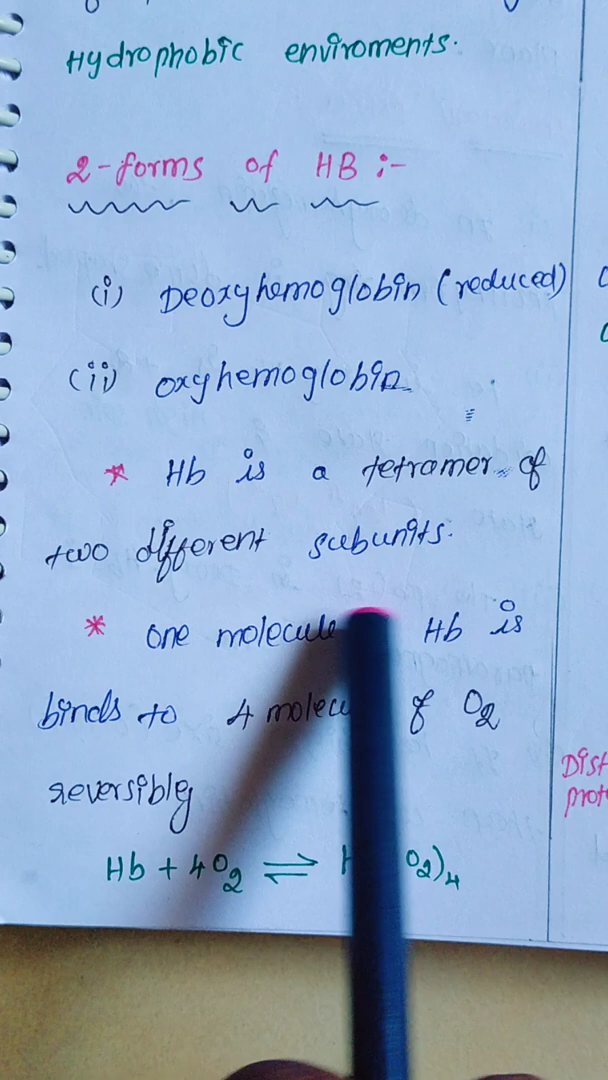 Hydrophobic enviroments.
2-forms of HB :-
(i) Deoxyhemoglobin (reduced)
(ii) oxyhemoglobin
* Hb is a tetramer of
two different subunits.
* one molecule Hb is
binds to 4 molecu of O2
reversibly
Hb + 4O2 ⇌ H O2)4
Dist
prot